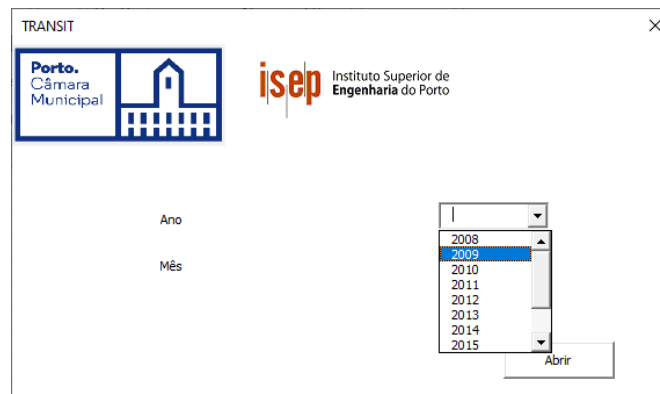 TRANSIT
Porto.
Câmara
Municipal
isep
Instituto Superior de
Engenharia do Porto
Ano
Mês
2008
2009
2010
2011
2012
2013
2014
2015
Abrir